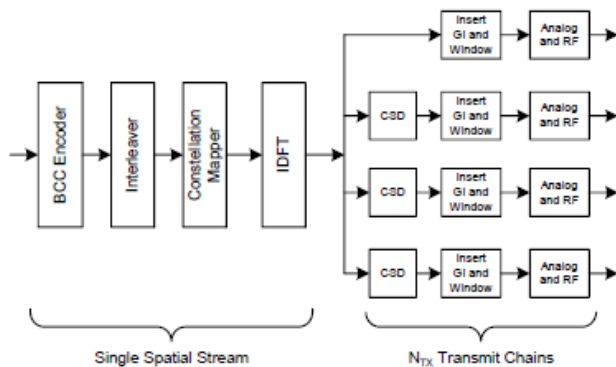 BCC Encoder
Interleaver
Constellation
Mapper
IDFT
Insert
GI and
Window
Analog
and RF
CSD
Insert
GI and
Window
Analog
and RF
CSD
Insert
GI and
Window
Analog
and RF
CSD
Insert
GI and
Window
Analog
and RF
Single Spatial Stream
NTX Transmit Chains